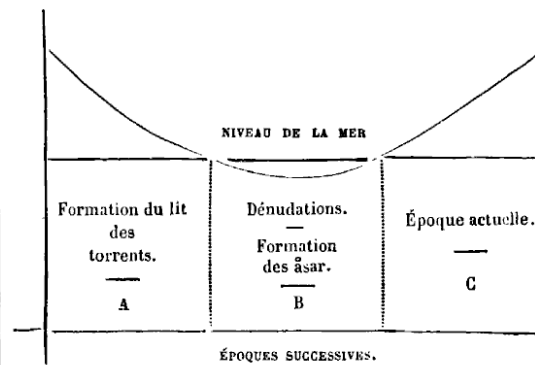 NIVEAU DE LA MER
Formation du lit
des
torrents.
A
Dénudations.
Formation
des åsar.
B
Époque actuelle.
C
ÉPOQUES SUCCESSIVES.